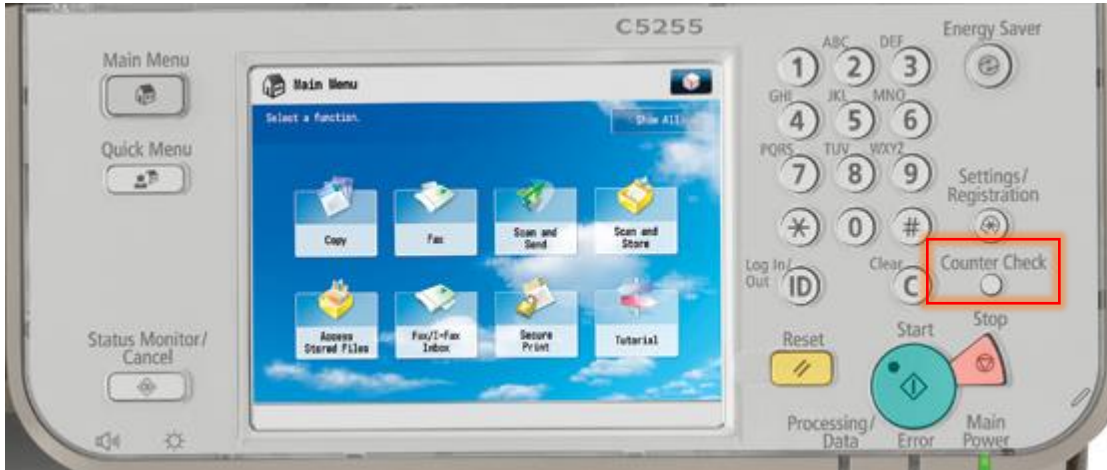 C5255
Main Menu
Quick Menu
Status Monitor/
Cancel
Main Menu
Select a function.
Show All
Copy
Fax
Scan and
Send
Scan and
Store
Access
Stored Files
Fax/I-Fax
Inbox
Secure
Print
Tutorial
ABC
DEF
1
2
3
GHI
JKL
MNO
4
5
6
PQRS
TUV
WXYZ
7
8
9
*
0
#
Log In/
Out
ID
Clear
C
Energy Saver
Settings/
Registration
Counter Check
Reset
Start
Stop
Processing/
Data
Error
Main
Power